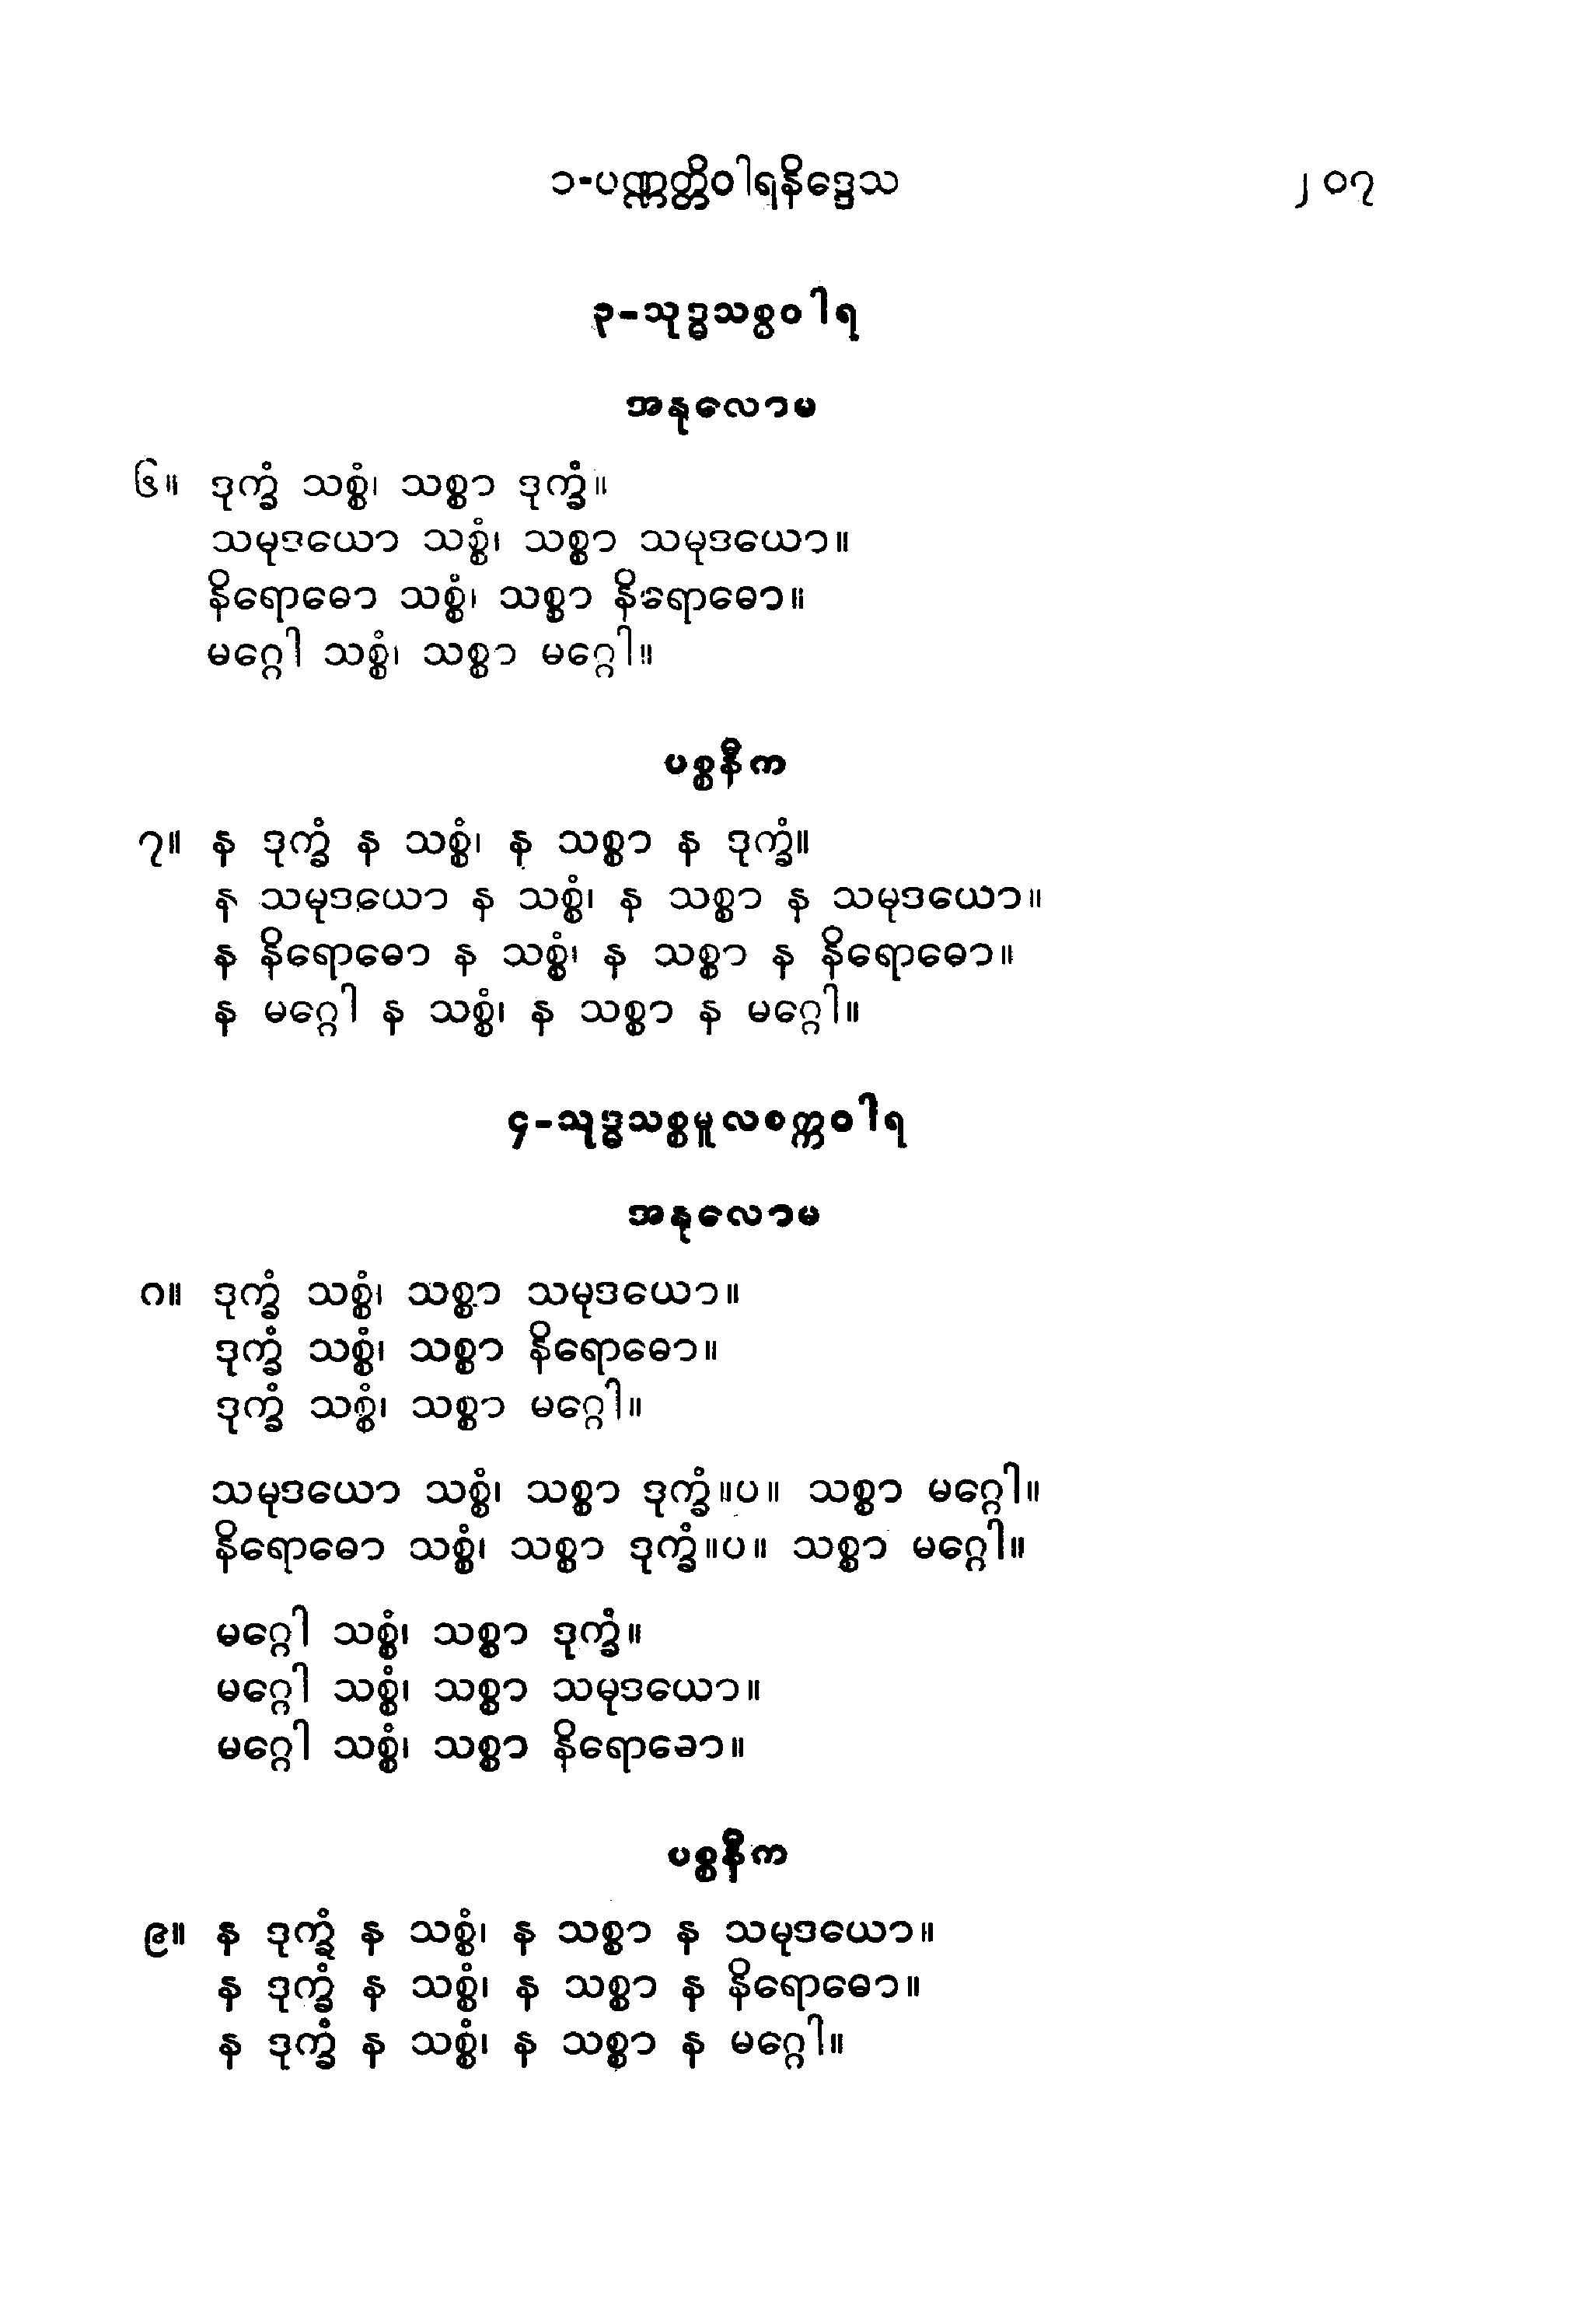 ၁-ပဏ္ဏတ္တိဝါရနိဒ္ဒေသ ၂၀၇
၃-သုဒ္ဓသစ္စဝါရ
အနုလောမ
၆။ ဒုက္ခံ သစ္စံ၊ သစ္စာ ဒုက္ခံ။
သမုဒယော သစ္စံ၊ သစ္စာ သမုဒယော။
နိရောဓော သစ္စံ၊ သစ္စာ နိရောဓော။
မဂ္ဂေါ သစ္စံ၊ သစ္စာ မဂ္ဂေါ။
ပစ္စနီက
၇။ န ဒုက္ခံ န သစ္စံ၊ န သစ္စာ န ဒုက္ခံ။
န သမုဒယော န သစ္စံ၊ န သစ္စာ န သမုဒယော။
န နိရောဓော န သစ္စံ၊ န သစ္စာ န နိရောဓော။
န မဂ္ဂေါ န သစ္စံ၊ န သစ္စာ န မဂ္ဂေါ။
၄-သုဒ္ဓသစ္စမူလစက္ကဝါရ
အနုလောမ
၈။ ဒုက္ခံ သစ္စံ၊ သစ္စာ သမုဒယော။
ဒုက္ခံ သစ္စံ၊ သစ္စာ နိရောဓော။
ဒုက္ခံ သစ္စံ၊ သစ္စာ မဂ္ဂေါ။
သမုဒယော သစ္စံ၊ သစ္စာ ဒုက္ခံ။ပ။ သစ္စာ မဂ္ဂေါ။
နိရောဓော သစ္စံ၊ သစ္စာ ဒုက္ခံ။ပ။ သစ္စာ မဂ္ဂေါ။
မဂ္ဂေါ သစ္စံ၊ သစ္စာ ဒုက္ခံ။
မဂ္ဂေါ သစ္စံ၊ သစ္စာ သမုဒယော။
မဂ္ဂေါ သစ္စံ၊ သစ္စာ နိရောခော။
ပစ္စနီက
၉။ န ဒုက္ခံ န သစ္စံ၊ န သစ္စာ န သမုဒယော။
န ဒုက္ခံ န သစ္စံ၊ န သစ္စာ န နိရောဓော။
န ဒုက္ခံ န သစ္စံ၊ န သစ္စာ န မဂ္ဂေါ။